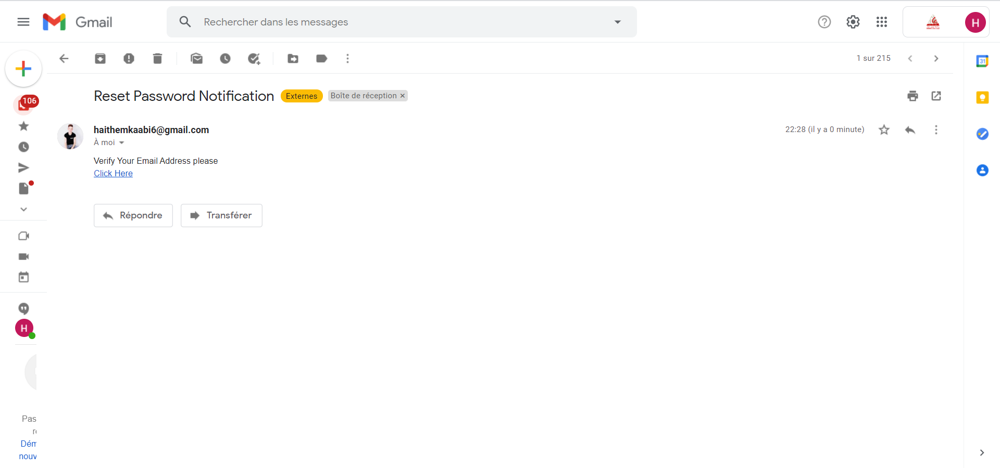 Gmail
Rechercher dans les messages
H
1 sur 215
31
106
Reset Password Notification
Externes
Boîte de réception ×
haithemkaabi6@gmail.com
22:28 (il y a 0 minute)
À moi
Verify Your Email Address please
Click Here
Répondre
Transférer
H
Pas
Dém
nouv